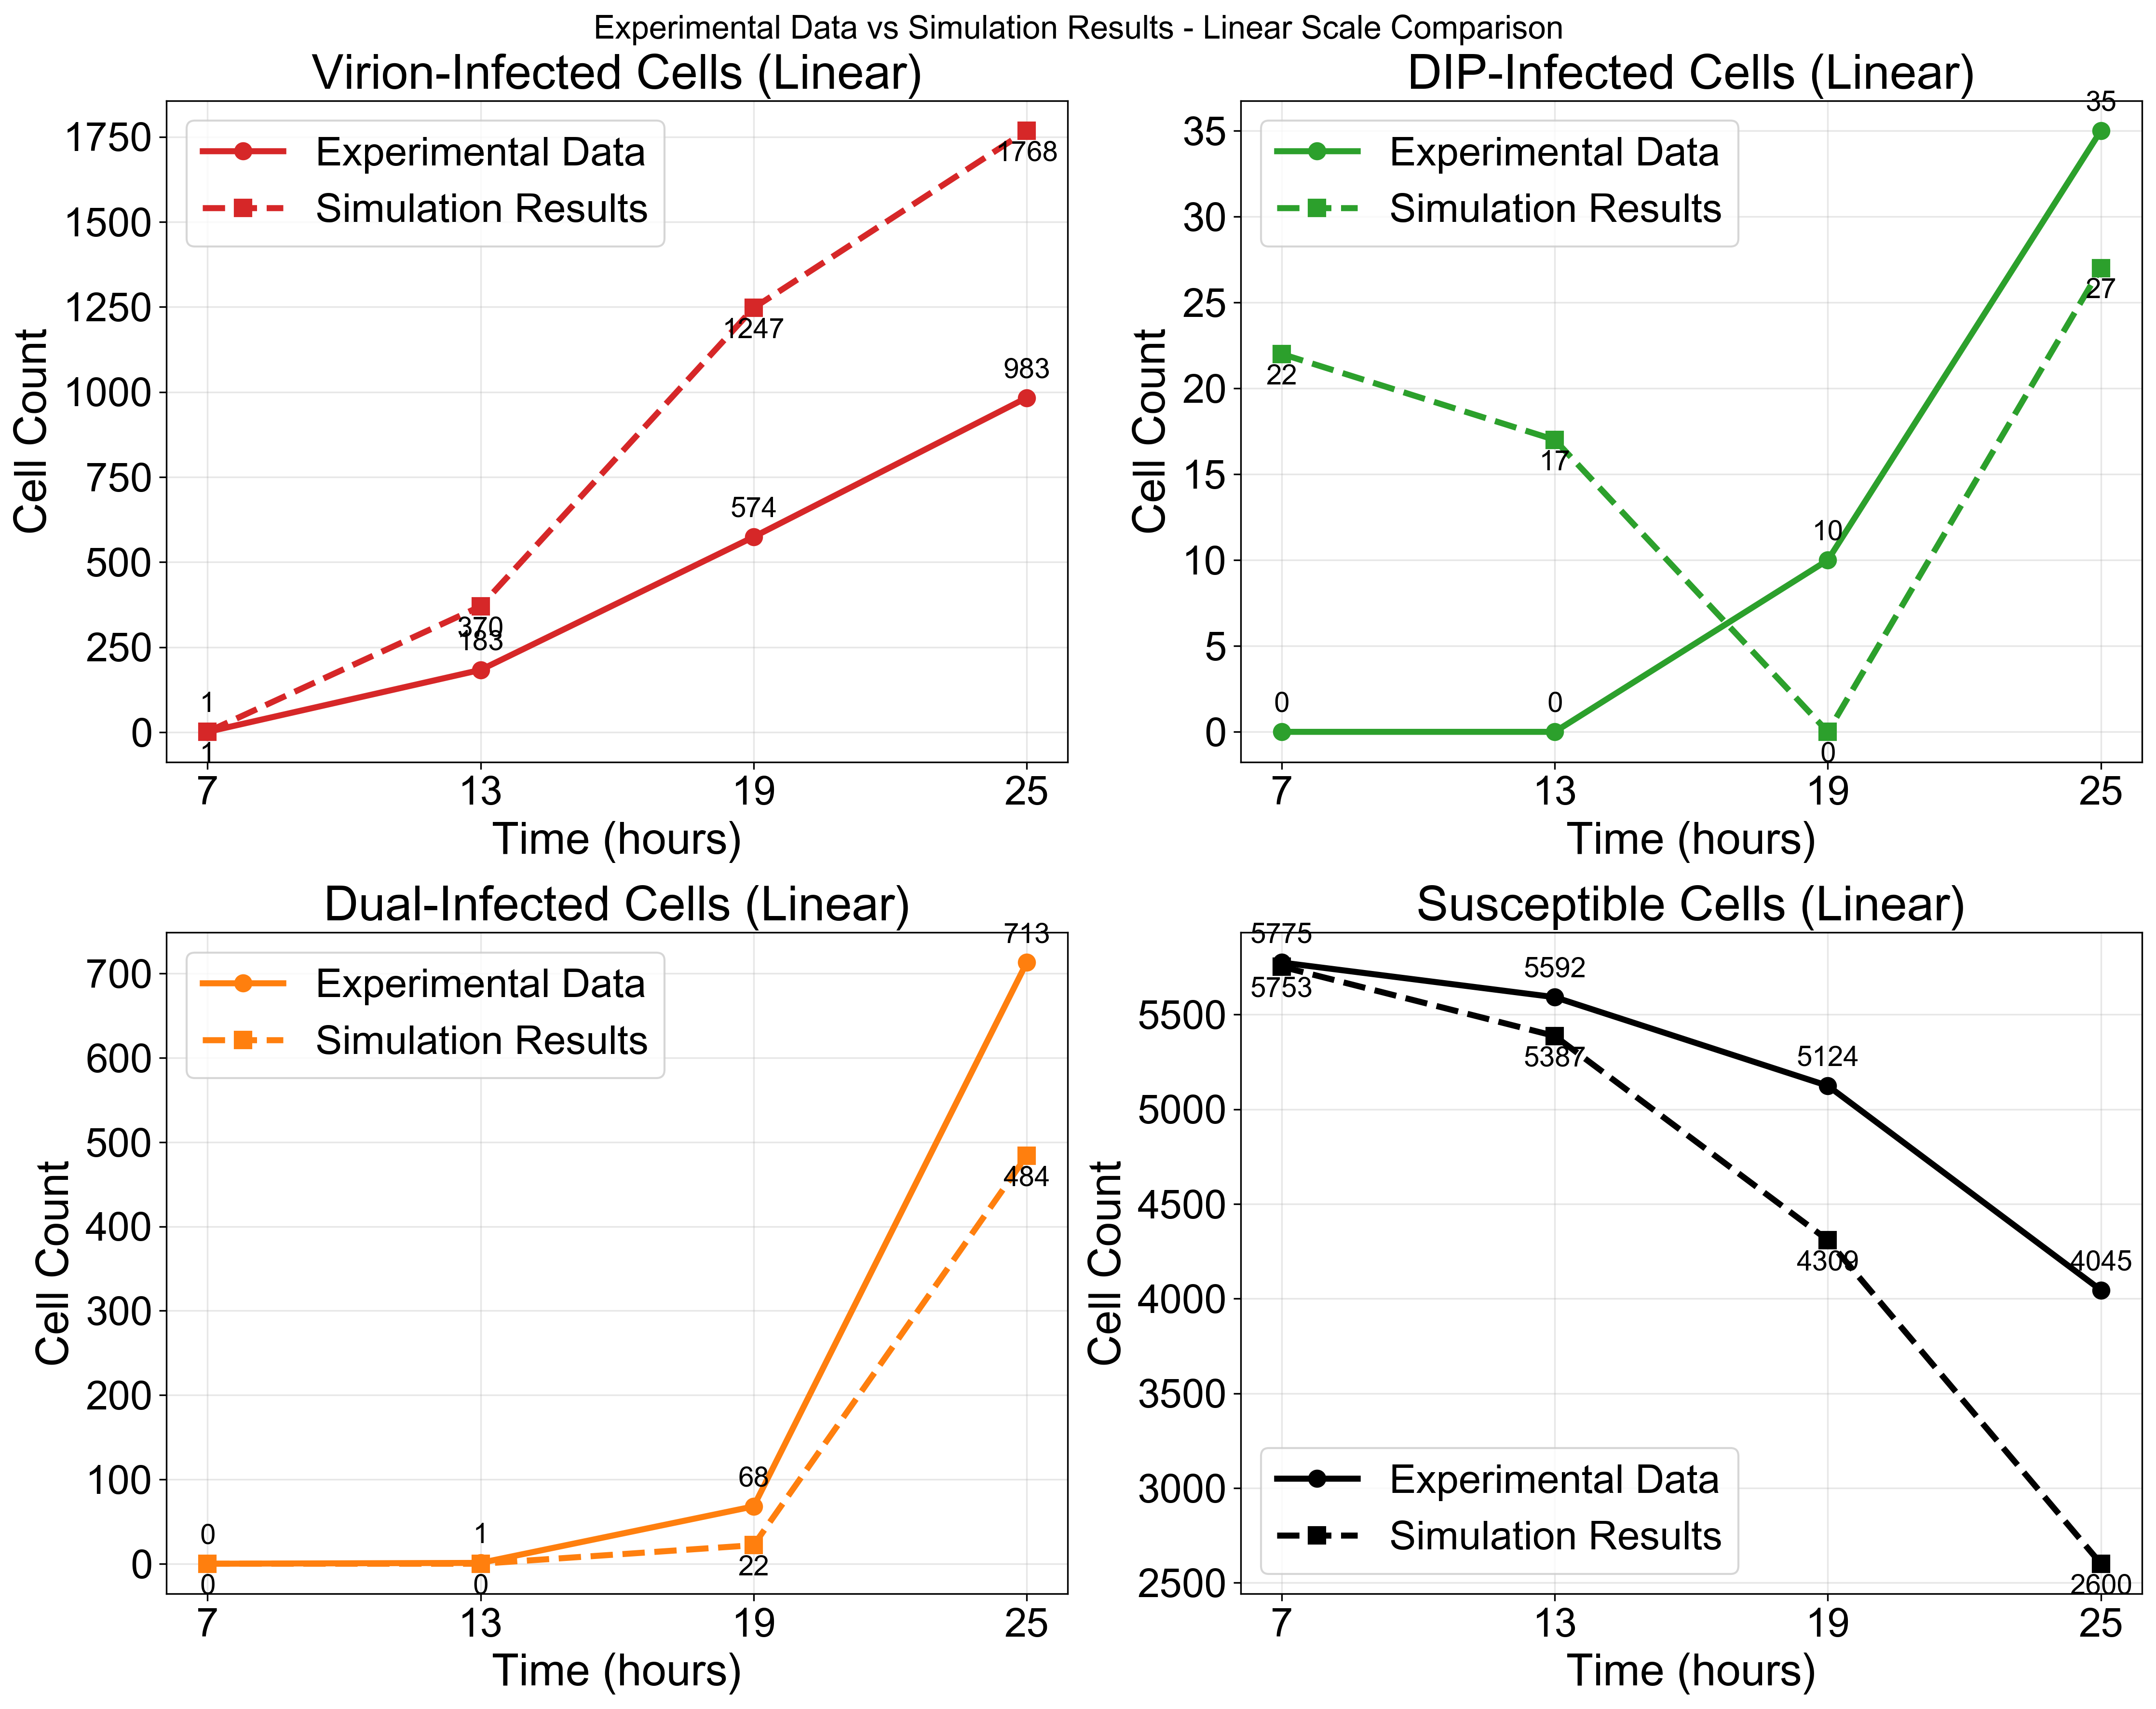 Experimental Data vs Simulation Results - Linear Scale Comparison
Virion-Infected Cells (Linear)
Experimental Data
Simulation Results
Cell Count
1750
1500
1250
1000
750
500
250
0
1768
1247
983
574
370
183
1
1
7 13 19 25
Time (hours)
DIP-Infected Cells (Linear)
Experimental Data
Simulation Results
Cell Count
35
30
25
20
15
10
5
0
35
27
22
17
10
0
0
0
7 13 19 25
Time (hours)
Dual-Infected Cells (Linear)
Experimental Data
Simulation Results
Cell Count
700
600
500
400
300
200
100
0
713
484
68
22
0
1
0
0
7 13 19 25
Time (hours)
Susceptible Cells (Linear)
Cell Count
5500
5000
4500
4000
3500
3000
2500
5775
5753
5592
5387
5124
4309
4045
2600
Experimental Data
Simulation Results
7 13 19 25
Time (hours)